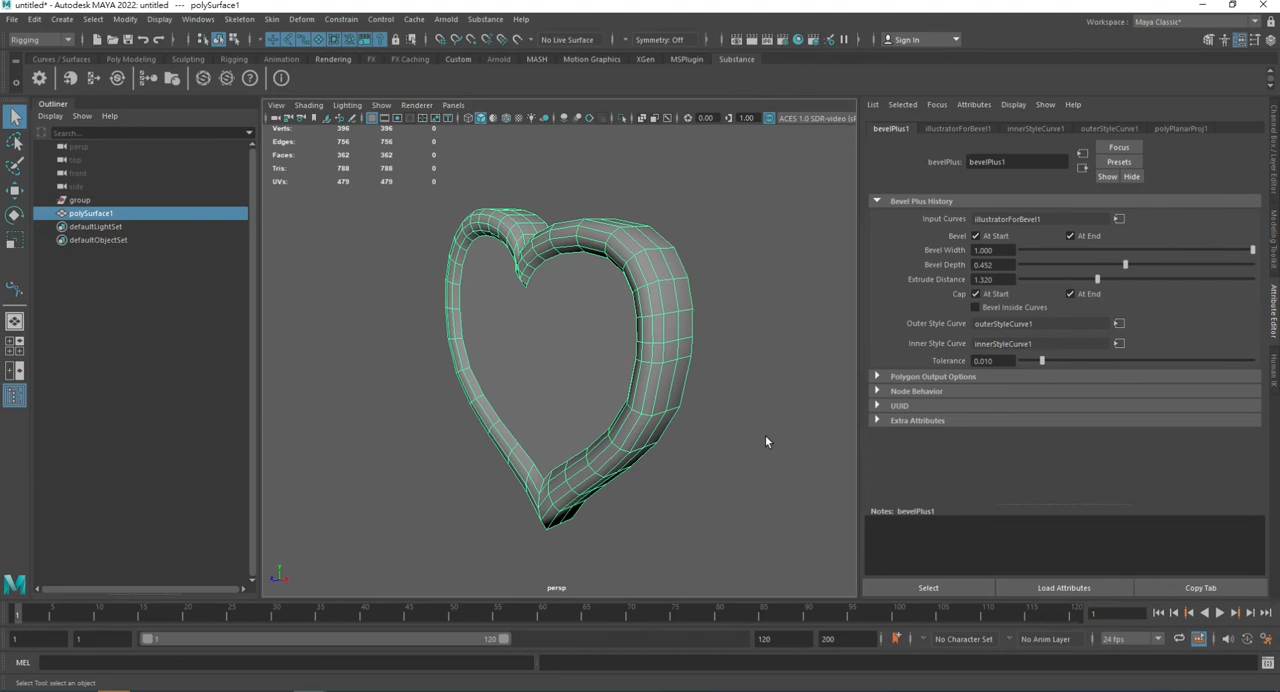 untitled* - Autodesk MAYA 2022: untitled --- polySurface1
File Edit Create Select Modify Display Windows Skeleton Skin Deform Constrain Control Cache Arnold Substance Help
Workspace : Maya Classic*
Rigging
No Live Surface
Symmetry: Off
Sign In
Curves / Surfaces Poly Modeling Sculpting Rigging Animation Rendering FX FX Caching Custom Arnold MASH Motion Graphics XGen MSPlugin Substance
Outliner
Display Show Help
Search...
persp
top
front
side
group
polySurface1
defaultLightSet
defaultObjectSet
View Shading Lighting Show Renderer Panels
0.00 1.00
Verts: 396 396 0
Edges: 756 756 0
Faces: 362 362 0
Tris: 788 788 0
UVs: 479 479 0
persp
List Selected Focus Attributes Display Show Help
bevelPlus1 illustratorForBevel1 innerStyleCurve1 outerStyleCurve1 polyPlanarProj1
bevelPlus: bevelPlus1
Focus
Presets
Show Hide
Bevel Plus History
Input Curves illustratorForBevel1
Bevel At Start At End
Bevel Width 1.000
Bevel Depth 0.452
Extrude Distance 1.320
Cap At Start At End
Bevel Inside Curves
Outer Style Curve outerStyleCurve1
Inner Style Curve innerStyleCurve1
Tolerance 0.010
Polygon Output Options
Node Behavior
UUID
Extra Attributes
Notes: bevelPlus1
Select Load Attributes Copy Tab
Channel Box / Layer Editor
Modeling Toolkit
Attribute Editor
Human IK
5 10 15 20 25 30 35 40 45 50 55 60 65 70 75 80 85 90 95 100 105 110 115 120
1
1
1 1 1 120 120 200
No Character Set
No Anim Layer
24 fps
MEL
Select Tool: select an object